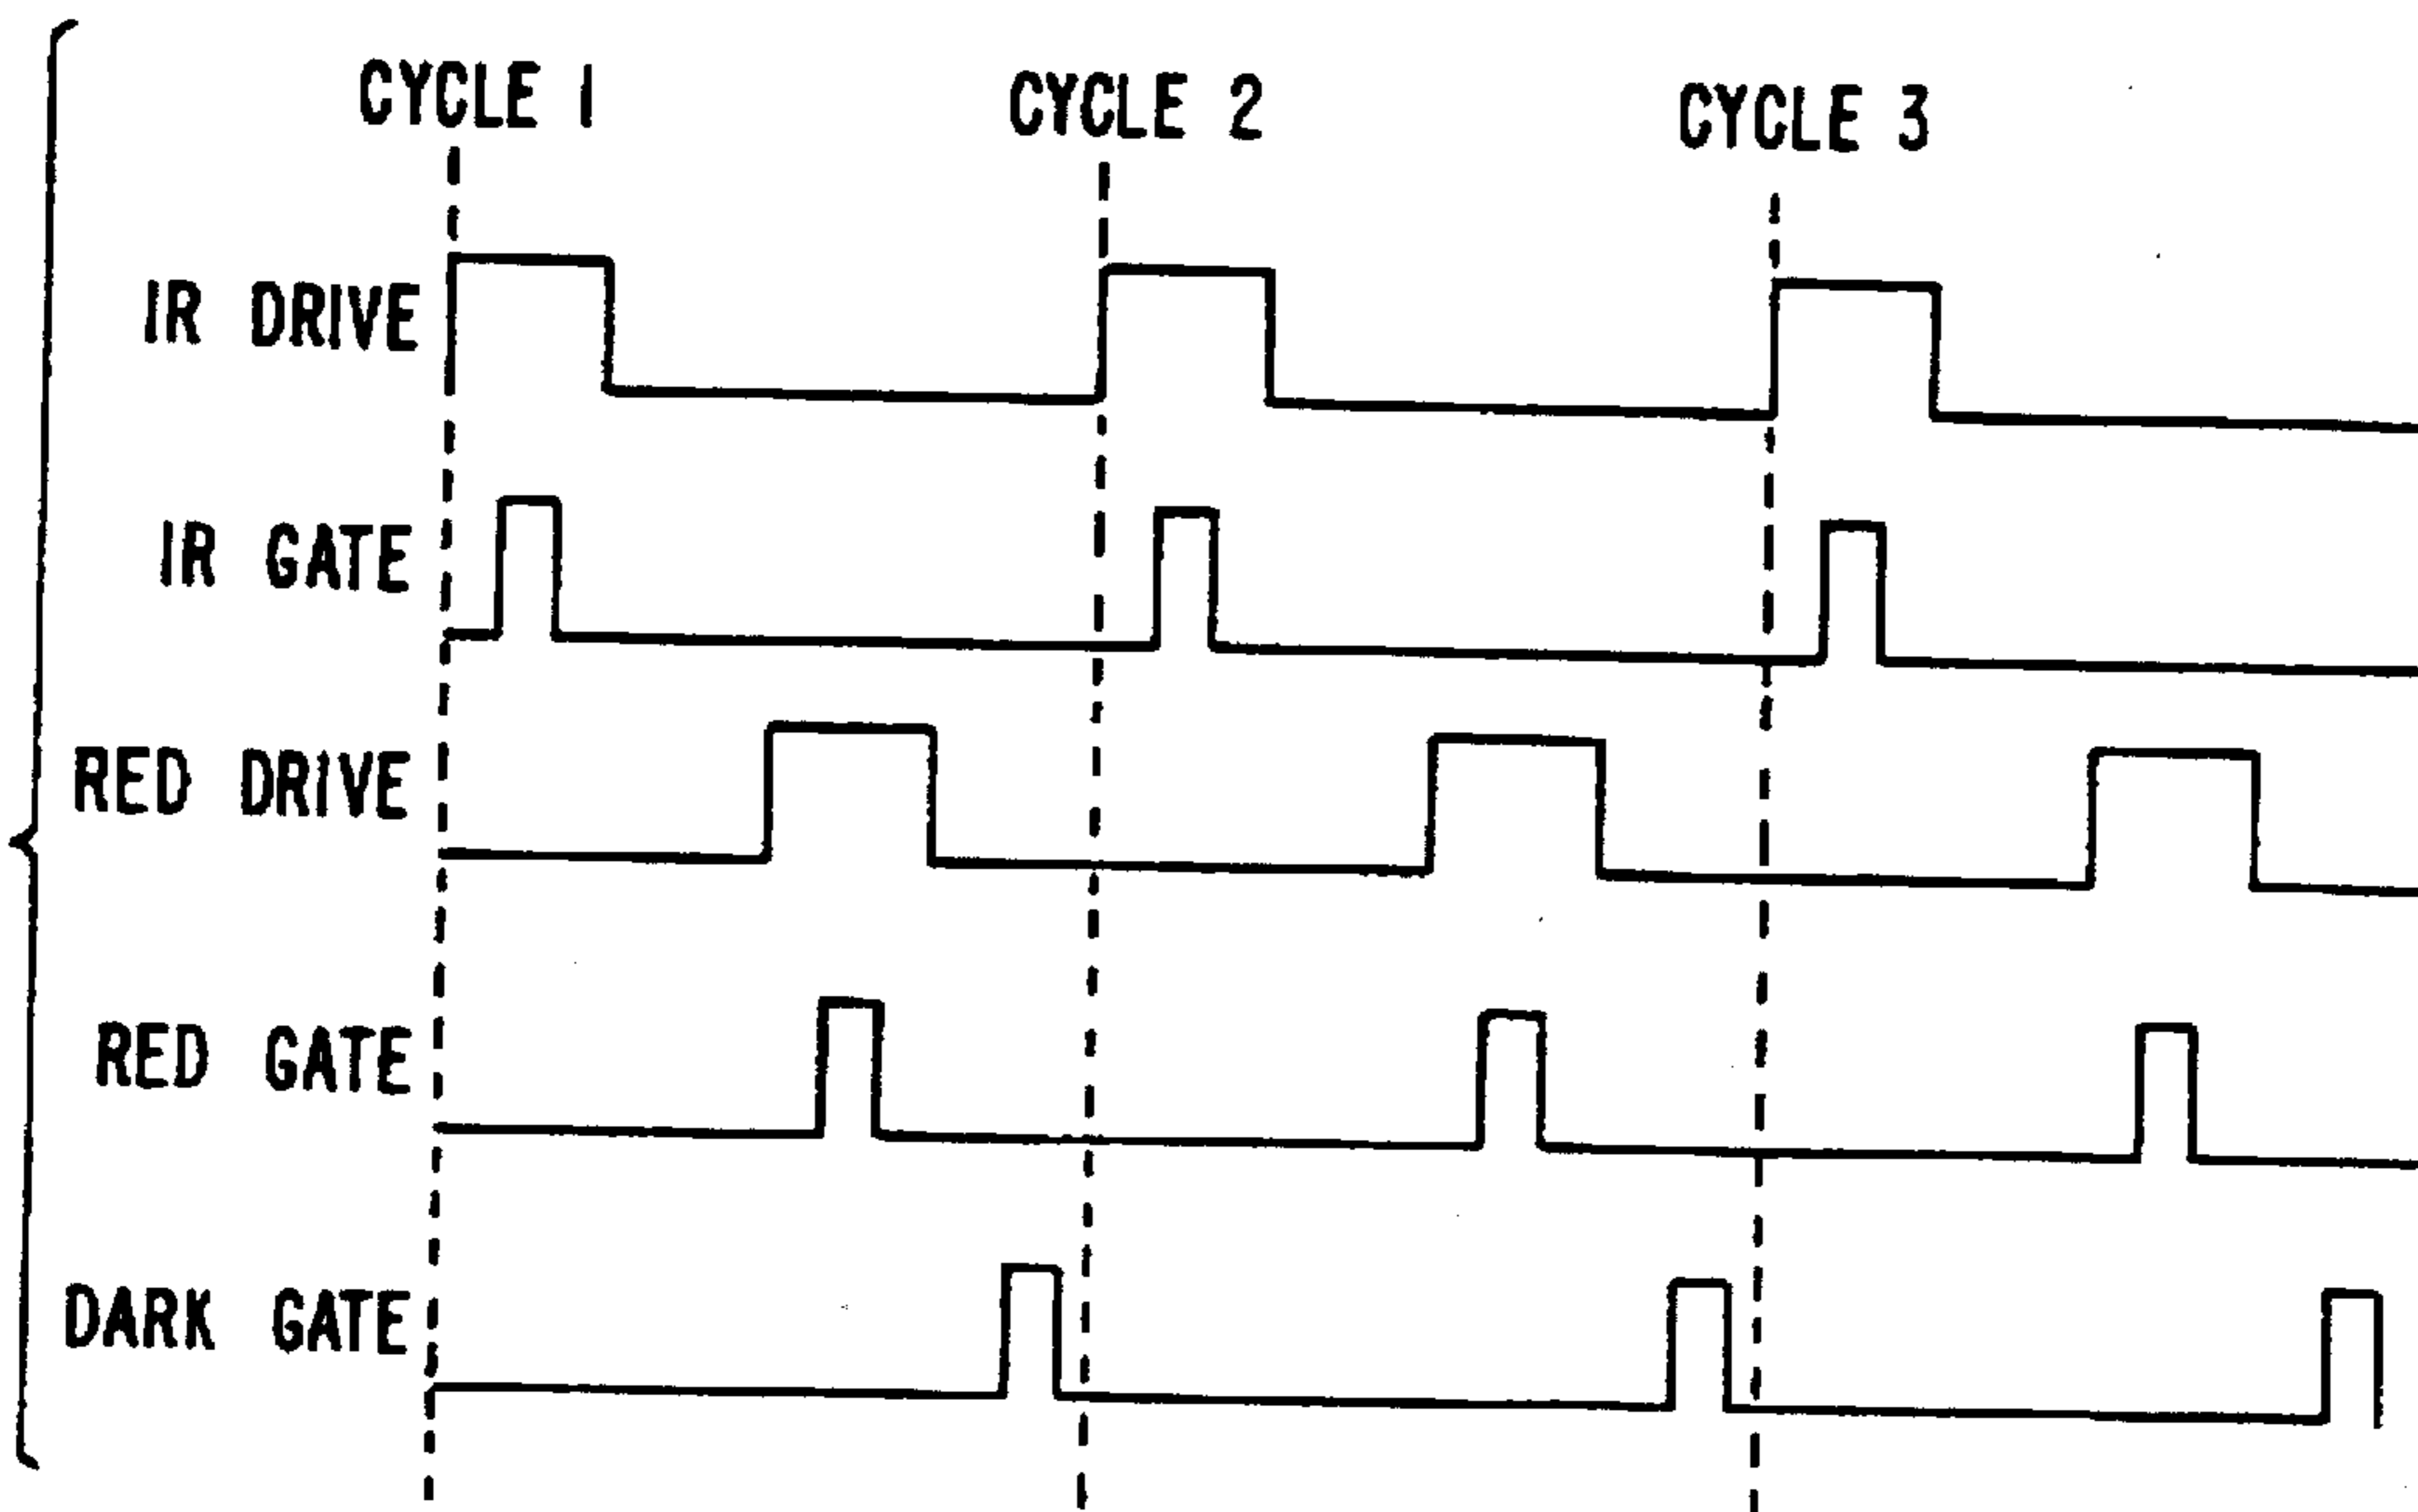 CYCLE 1
CYCLE 2
CYCLE 3
IR DRIVE
IR GATE
RED DRIVE
RED GATE
DARK GATE